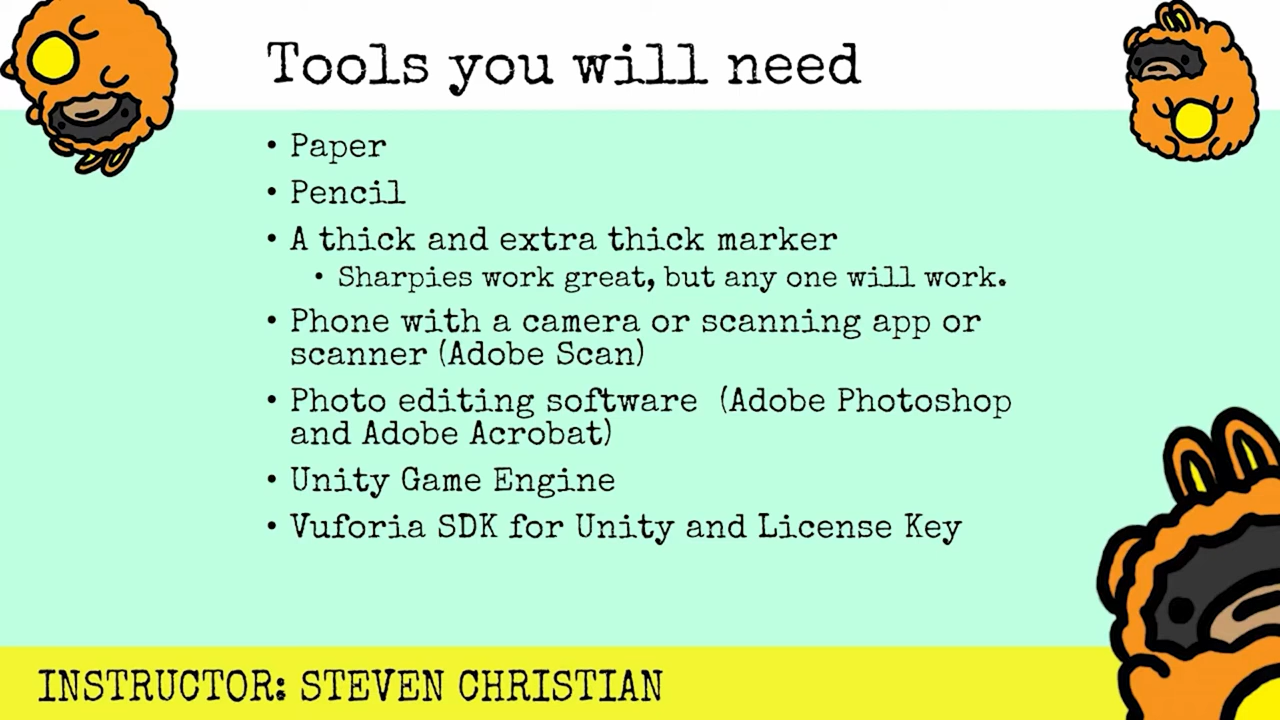 Tools you will need
• Paper
• Pencil
• A thick and extra thick marker
• Sharpies work great, but any one will work.
• Phone with a camera or scanning app or
scanner (Adobe Scan)
• Photo editing software  (Adobe Photoshop
and Adobe Acrobat)
• Unity Game Engine
• Vuforia SDK for Unity and License Key
INSTRUCTOR: STEVEN CHRISTIAN